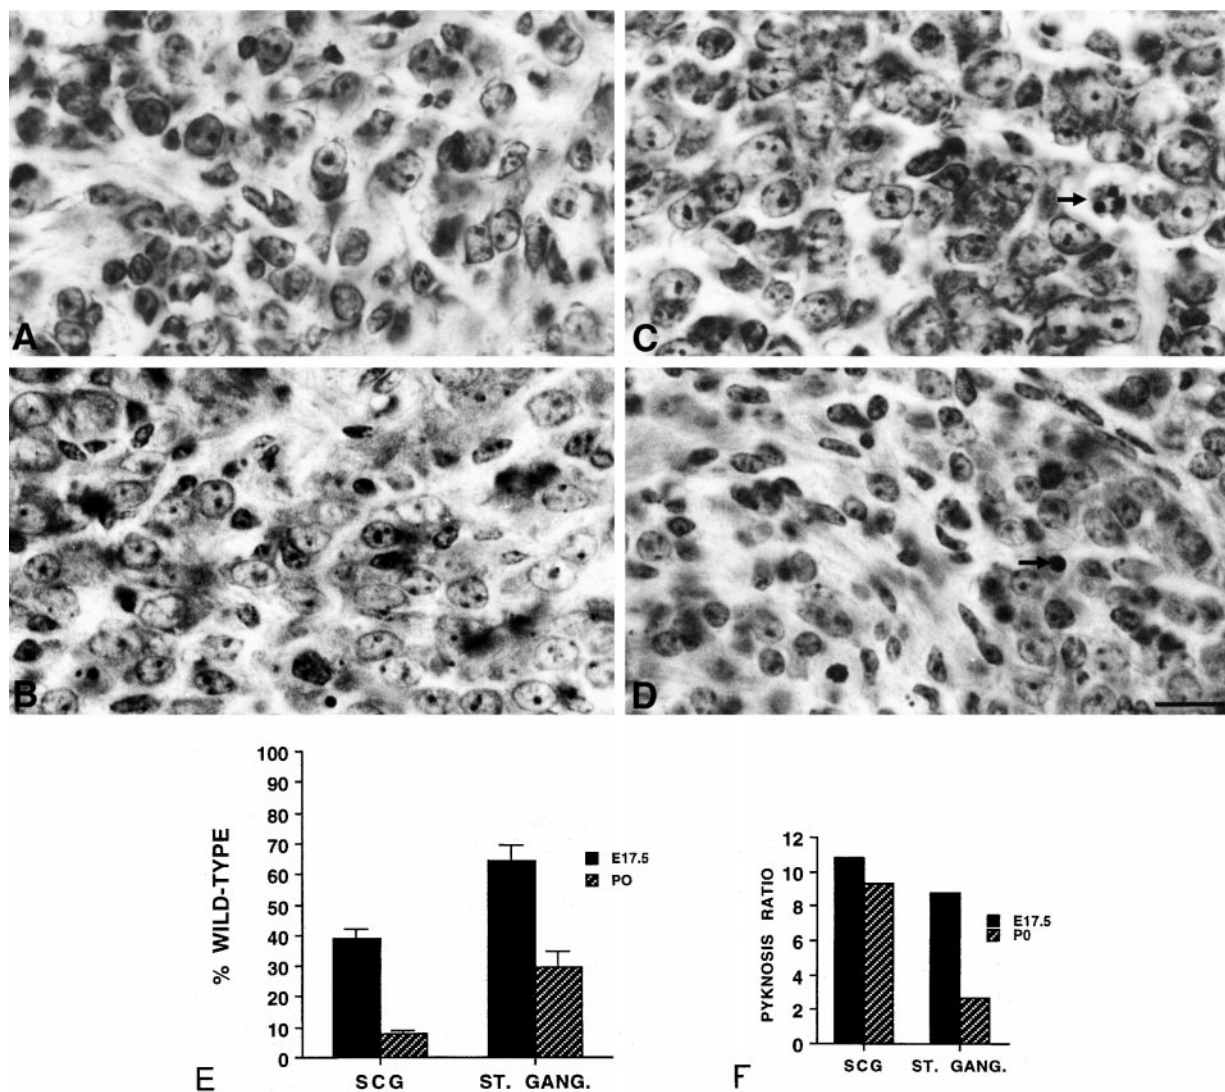 A
C
B
D
% WILD-TYPE
100
90
80
70
60
50
40
30
20
10
0
E17.5
PO
SCG
ST. GANG.
E
PYKNOSIS RATIO
12
10
8
6
4
2
0
E17.5
P0
SCG
ST. GANG.
F